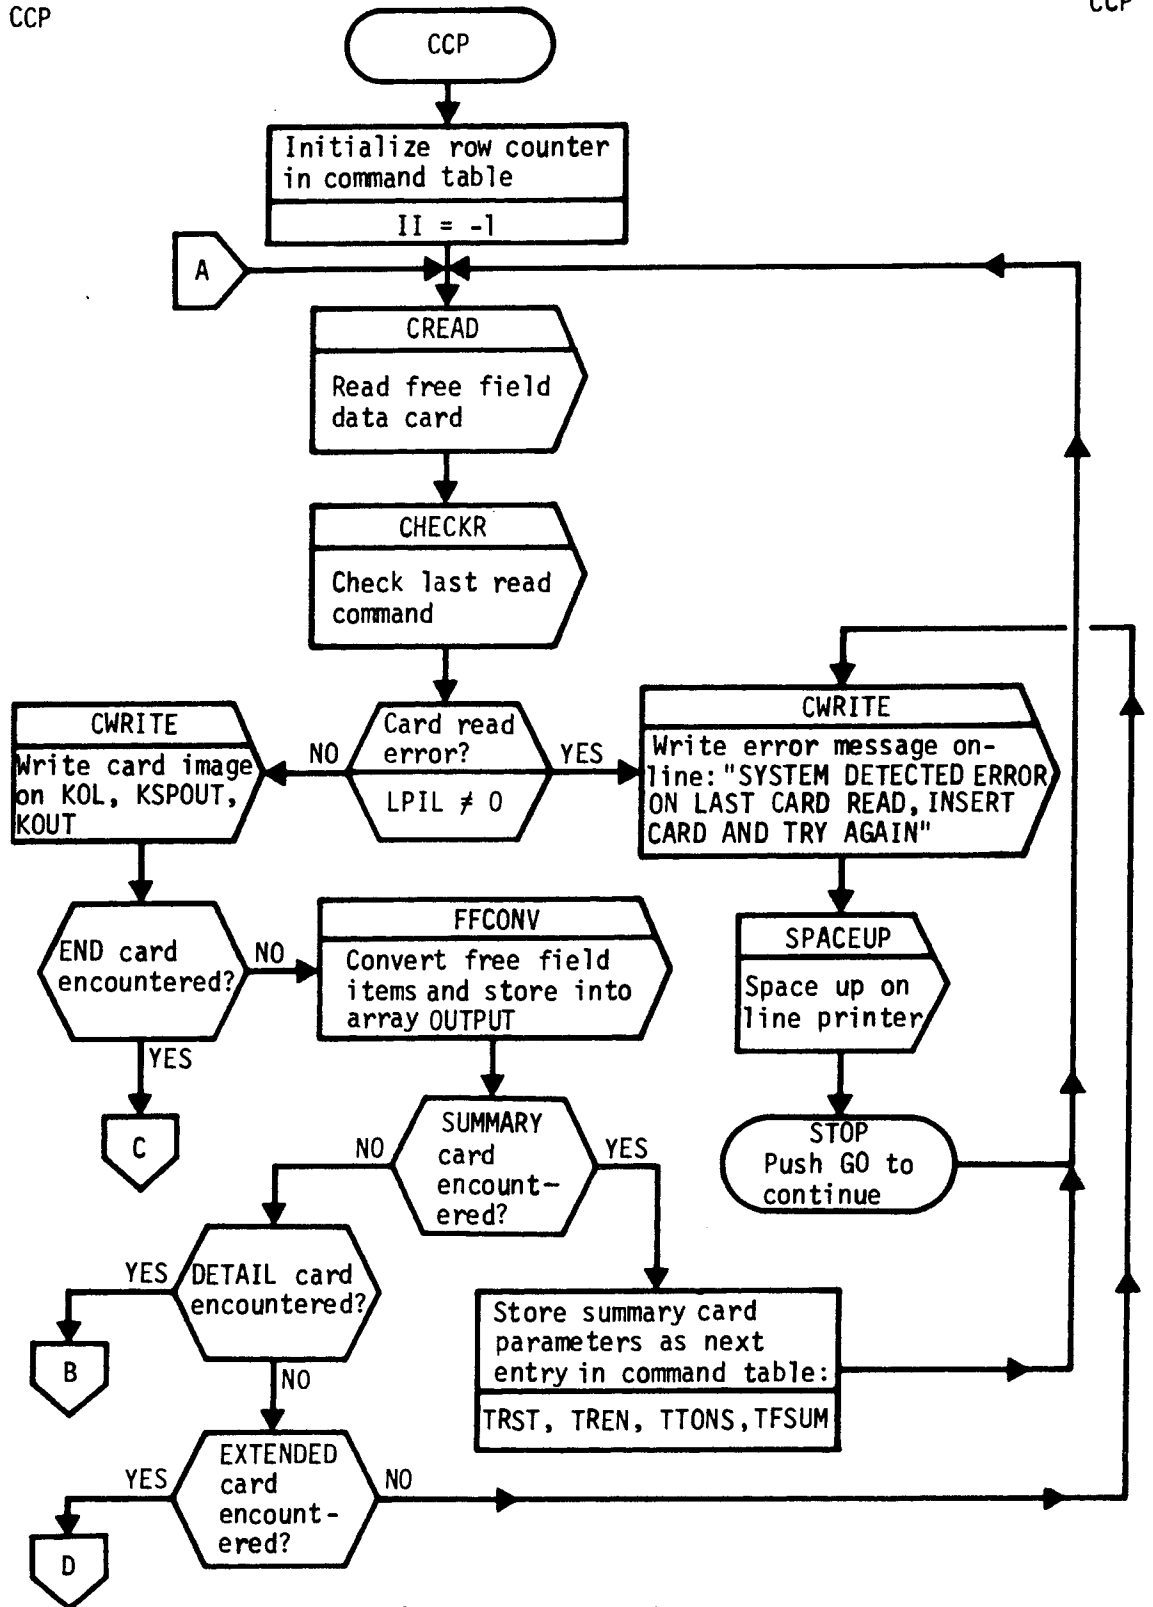 CCP
CCP
CCP
Initialize row counter
in command table
II = -1
A
CREAD
Read free field
data card
CHECKR
Check last read
command
CWRITE
Write card image
on KOL, KSPOUT,
KOUT
NO
Card read
error?
LPIL ≠ 0
YES
CWRITE
Write error message on-
line: "SYSTEM DETECTED ERROR
ON LAST CARD READ, INSERT
CARD AND TRY AGAIN"
END card
encountered?
NO
YES
C
FFCONV
Convert free field
items and store into
array OUTPUT
SPACEUP
Space up on
line printer
STOP
Push GO to
continue
NO
SUMMARY
card
encount-
ered?
YES
YES
DETAIL card
encountered?
B
NO
Store summary card
parameters as next
entry in command table:
TRST, TREN, TTONS, TFSUM
YES
EXTENDED
card
encount-
ered?
NO
D